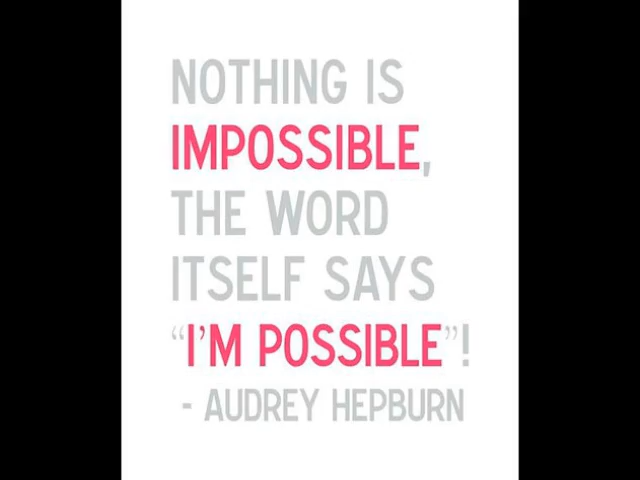 NOTHING IS
IMPOSSIBLE,
THE WORD
ITSELF SAYS
“I’M POSSIBLE”!
- AUDREY HEPBURN